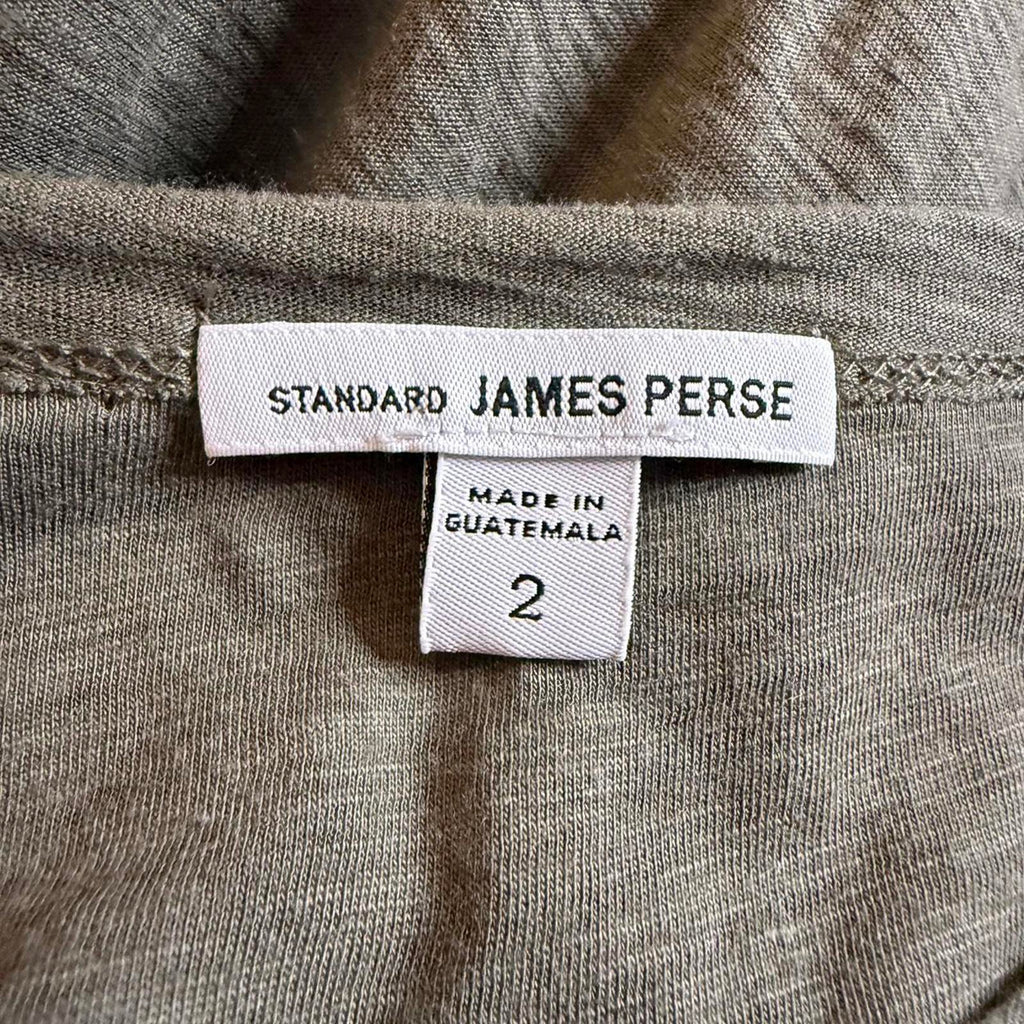 STANDARD JAMES PERSE
MADE IN
GUATEMALA
2